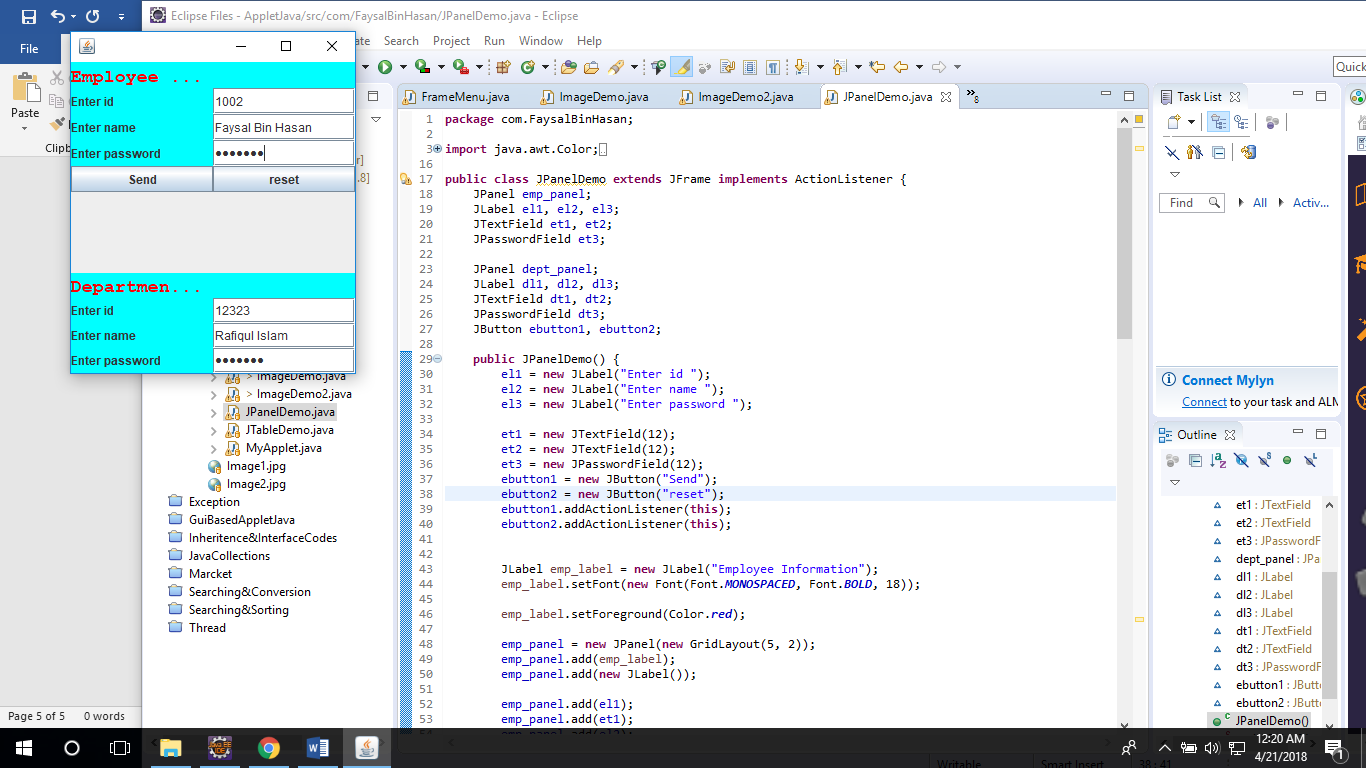 Eclipse Files - AppletJava/src/com/FaysalBinHasan/JPanelDemo.java - Eclipse
File
ate Search Project Run Window Help
Quick
Paste
Clipb
Employee ...
Enter id 1002
Enter name Faysal Bin Hasan
Enter password •••••••
Send reset
Departmen...
Enter id 12323
Enter name Rafiqul Islam
Enter password •••••••
r]
.8]
> ImageDemo.java
> ImageDemo2.java
JPanelDemo.java
JTableDemo.java
MyApplet.java
Image1.jpg
Image2.jpg
Exception
GuiBasedAppletJava
Inheritence&InterfaceCodes
JavaCollections
Marcket
Searching&Conversion
Searching&Sorting
Thread
FrameMenu.java ImageDemo.java ImageDemo2.java JPanelDemo.java »8
1 package com.FaysalBinHasan;
2
3 import java.awt.Color;
16
17 public class JPanelDemo extends JFrame implements ActionListener {
18 JPanel emp_panel;
19 JLabel el1, el2, el3;
20 JTextField et1, et2;
21 JPasswordField et3;
22
23 JPanel dept_panel;
24 JLabel dl1, dl2, dl3;
25 JTextField dt1, dt2;
26 JPasswordField dt3;
27 JButton ebutton1, ebutton2;
28
29 public JPanelDemo() {
30 el1 = new JLabel("Enter id ");
31 el2 = new JLabel("Enter name ");
32 el3 = new JLabel("Enter password ");
33
34 et1 = new JTextField(12);
35 et2 = new JTextField(12);
36 et3 = new JPasswordField(12);
37 ebutton1 = new JButton("Send");
38 ebutton2 = new JButton("reset");
39 ebutton1.addActionListener(this);
40 ebutton2.addActionListener(this);
41
42
43 JLabel emp_label = new JLabel("Employee Information");
44 emp_label.setFont(new Font(Font.MONOSPACED, Font.BOLD, 18));
45
46 emp_label.setForeground(Color.red);
47
48 emp_panel = new JPanel(new GridLayout(5, 2));
49 emp_panel.add(emp_label);
50 emp_panel.add(new JLabel());
51
52 emp_panel.add(el1);
53 emp_panel.add(et1);
Task List
Find All Activ...
Connect Mylyn
Connect to your task and ALM
Outline
et1 : JTextField
et2 : JTextField
et3 : JPasswordF
dept_panel : JPa
dl1 : JLabel
dl2 : JLabel
dl3 : JLabel
dt1 : JTextField
dt2 : JTextField
dt3 : JPasswordF
ebutton1 : JButt
ebutton2 : JButt
JPanelDemo()
Page 5 of 5 0 words
Writable Smart Insert 38 : 41
12:20 AM
4/21/2018
1